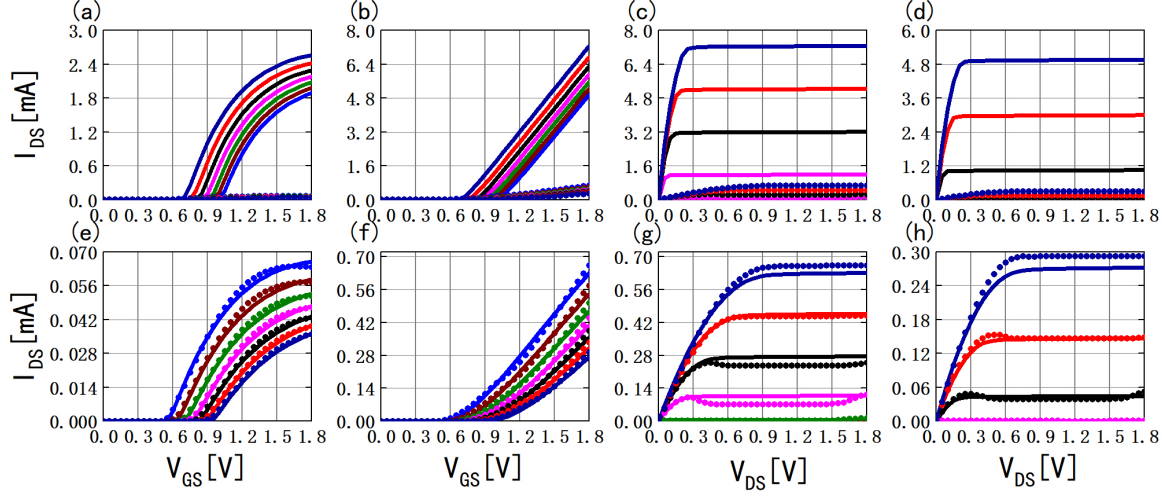 (a) (b) (c) (d)
I_DS [mA]
3.0 2.4 1.8 1.2 0.6 0.0
0.0 0.3 0.6 0.9 1.2 1.5 1.8
8.0 6.4 4.8 3.2 1.6 0.0
0.0 0.3 0.6 0.9 1.2 1.5 1.8
8.0 6.4 4.8 3.2 1.6 0.0
0.0 0.3 0.6 0.9 1.2 1.5 1.8
6.0 4.8 3.6 2.4 1.2 0.0
0.0 0.3 0.6 0.9 1.2 1.5 1.8
(e) (f) (g) (h)
I_DS [mA]
0.070 0.056 0.042 0.028 0.014 0.000
0.0 0.3 0.6 0.9 1.2 1.5 1.8
0.70 0.56 0.42 0.28 0.14 0.00
0.0 0.3 0.6 0.9 1.2 1.5 1.8
0.70 0.56 0.42 0.28 0.14 0.00
0.0 0.3 0.6 0.9 1.2 1.5 1.8
0.30 0.24 0.18 0.12 0.06 0.00
0.0 0.3 0.6 0.9 1.2 1.5 1.8
V_GS [V] V_GS [V] V_DS [V] V_DS [V]